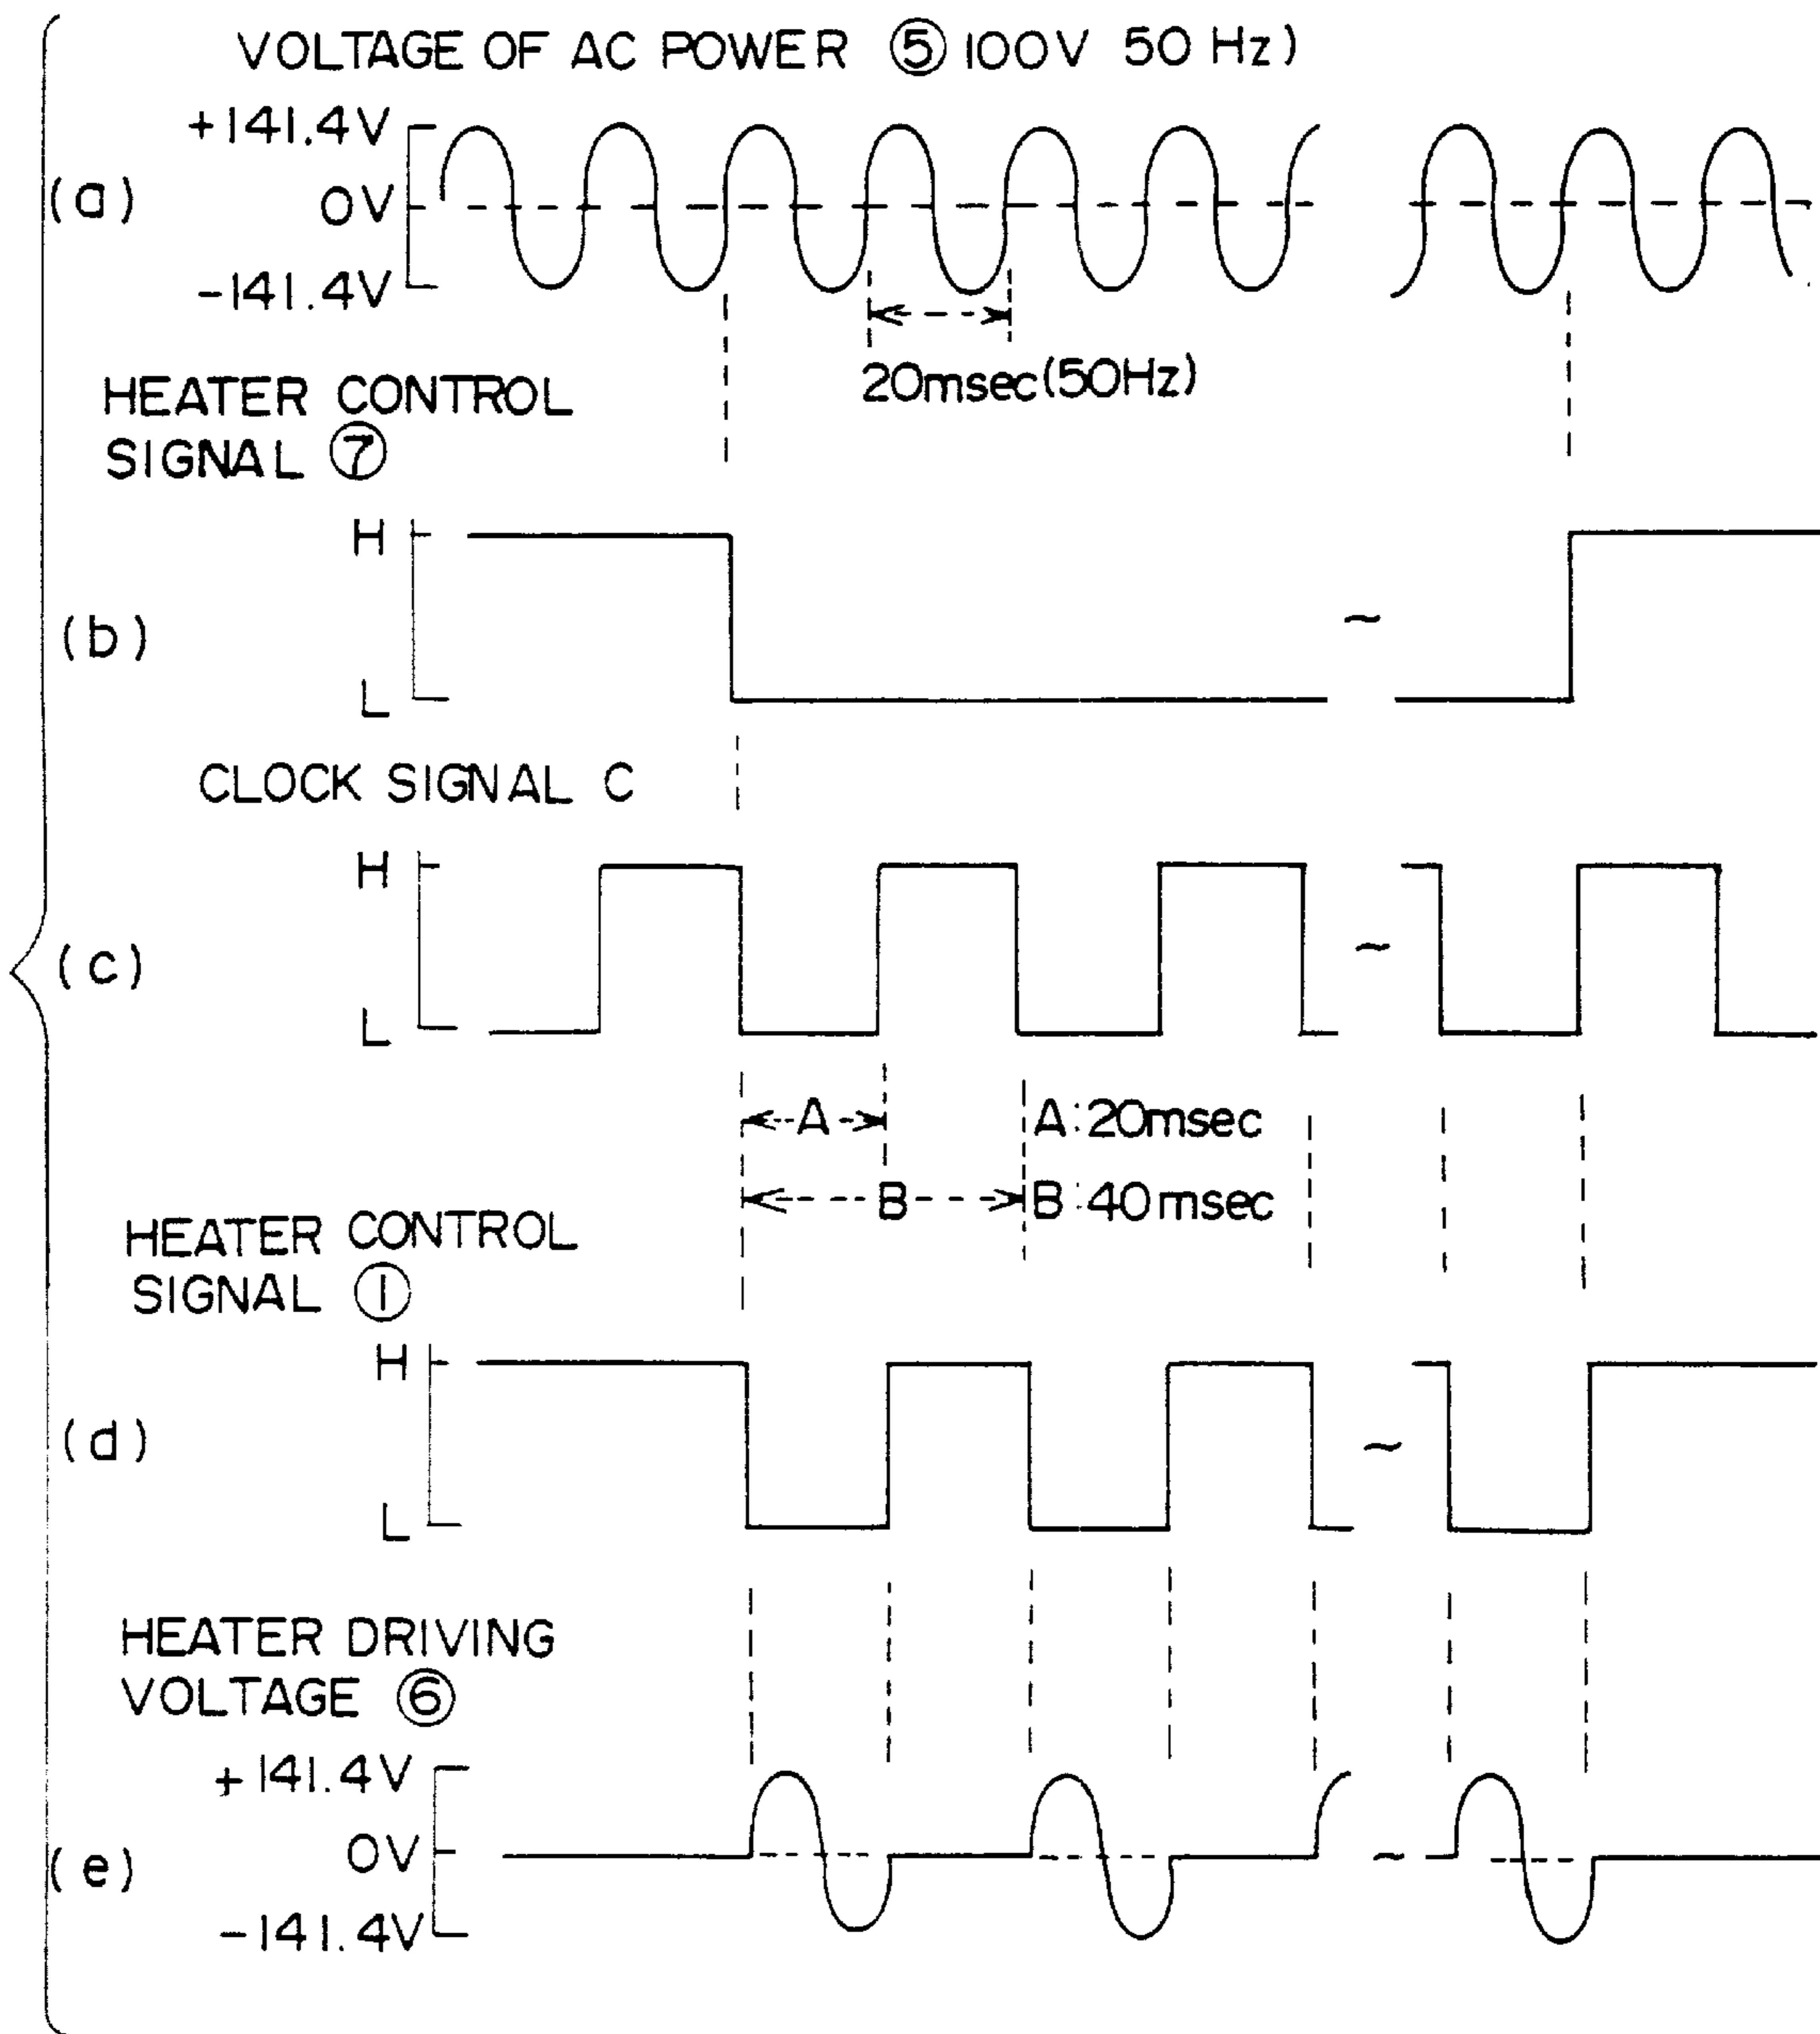 VOLTAGE OF AC POWER ⑤ 100V 50 Hz)
+141.4V
(a)
0V
-141.4V
20msec(50Hz)
HEATER CONTROL
SIGNAL ⑦
H
(b)
~
L
CLOCK SIGNAL C
H
(c)
~
L
A
A:20msec
B
B:40msec
HEATER CONTROL
SIGNAL ①
H
(d)
~
L
HEATER DRIVING
VOLTAGE ⑥
+141.4V
0V
~
(e)
-141.4V